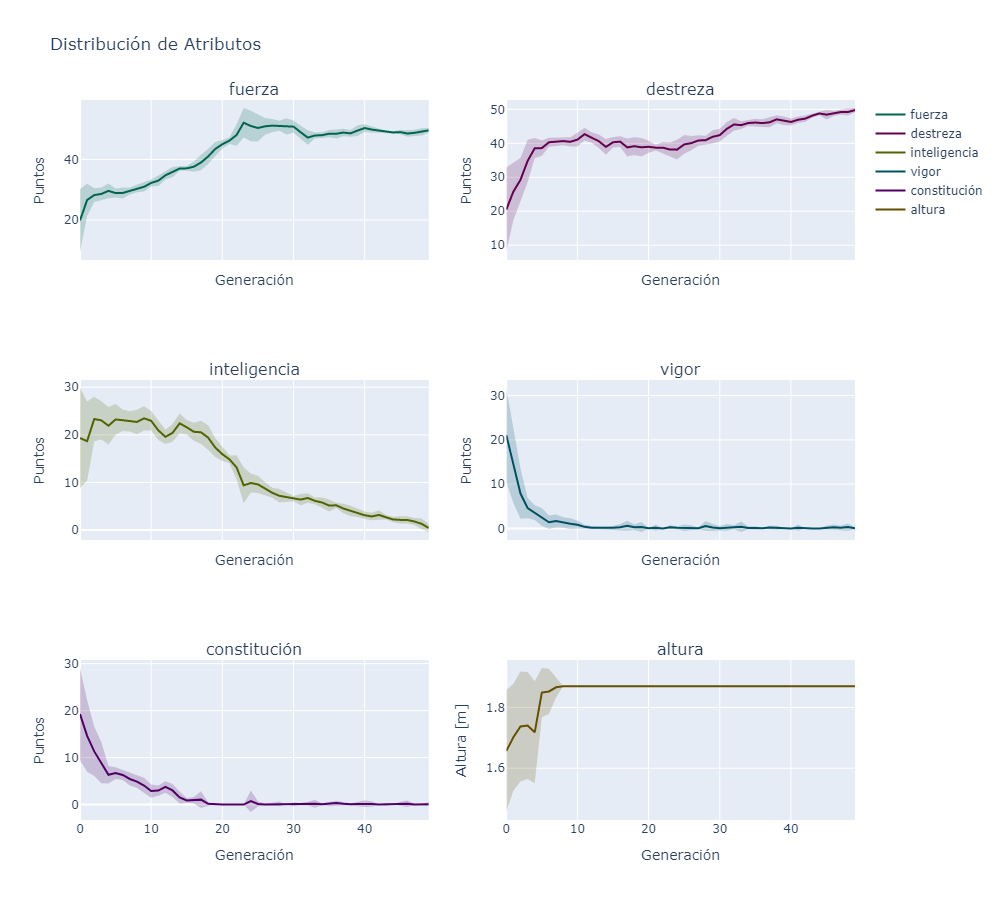 Distribución de Atributos
fuerza
destreza
Puntos
40
20
Generación
Puntos
50
40
30
20
10
Generación
fuerza
destreza
inteligencia
vigor
constitución
altura
inteligencia
vigor
Puntos
30
20
10
0
Generación
Puntos
30
20
10
0
Generación
constitución
altura
Puntos
30
20
10
0
0 10 20 30 40
Generación
Altura [m]
1.8
1.6
0 10 20 30 40
Generación